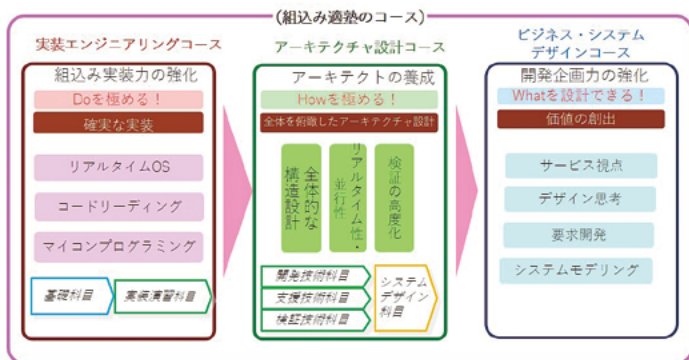 (組込み適塾のコース)
実装エンジニアリングコース
組込み実装力の強化
Doを極める！
確実な実装
リアルタイムOS
コードリーディング
マイコンプログラミング
基礎科目
実装演習科目
アーキテクチャ設計コース
アーキテクトの養成
Howを極める！
全体を俯瞰したアーキテクチャ設計
全体的な
構造設計
リアルタイム性・
並行性
検証の高度化
開発技術科目
支援技術科目
検証技術科目
システム
デザイン
科目
ビジネス・システム
デザインコース
開発企画力の強化
Whatを設計できる！
価値の創出
サービス視点
デザイン思考
要求開発
システムモデリング